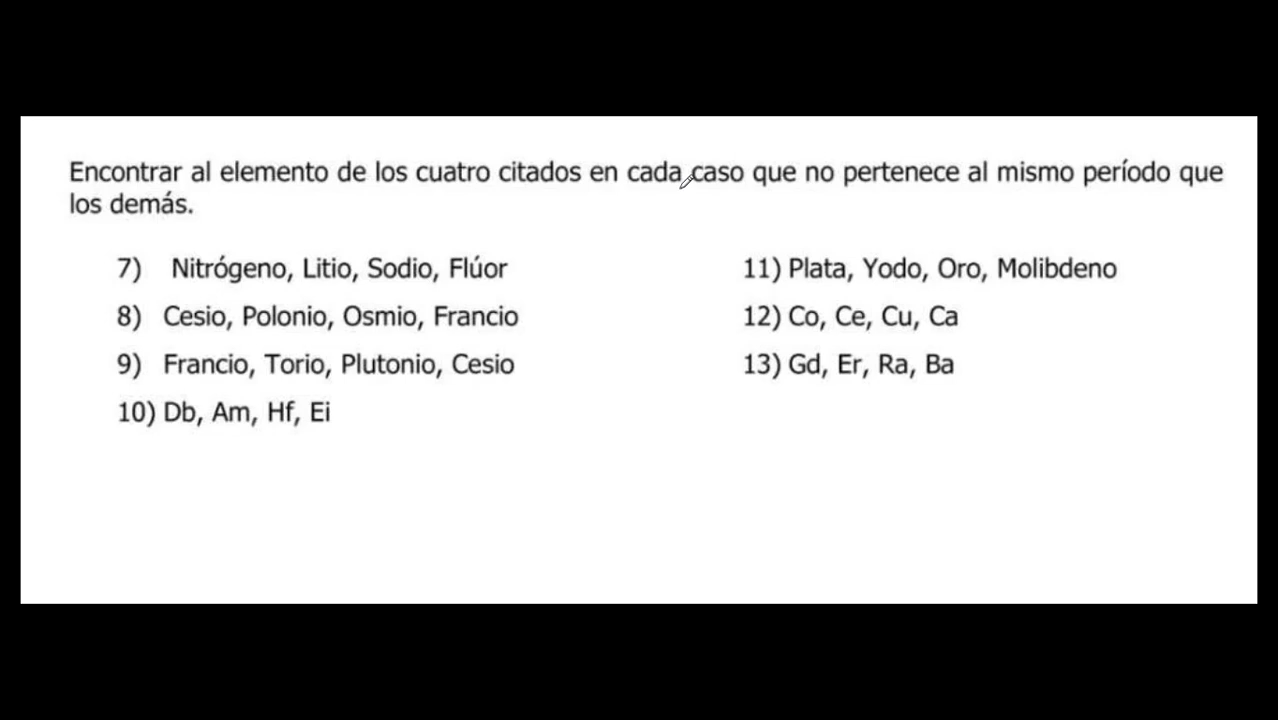 Encontrar al elemento de los cuatro citados en cada caso que no pertenece al mismo período que
los demás.
7) Nitrógeno, Litio, Sodio, Flúor
8) Cesio, Polonio, Osmio, Francio
9) Francio, Torio, Plutonio, Cesio
10) Db, Am, Hf, Ei
11) Plata, Yodo, Oro, Molibdeno
12) Co, Ce, Cu, Ca
13) Gd, Er, Ra, Ba